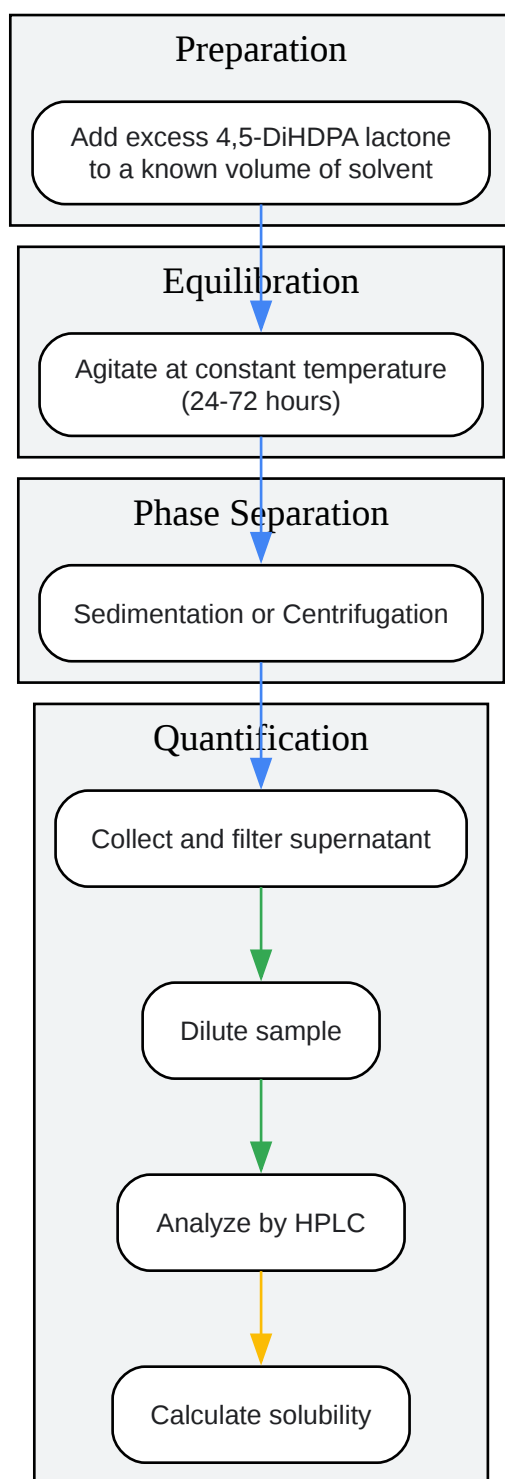 Preparation
Add excess 4,5-DiHDPA lactone
to a known volume of solvent
Equilibration
Agitate at constant temperature
(24-72 hours)
Phase Separation
Sedimentation or Centrifugation
Quantification
Collect and filter supernatant
Dilute sample
Analyze by HPLC
Calculate solubility